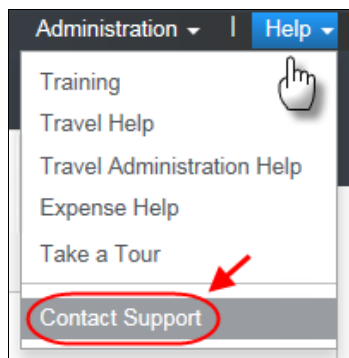 Administration | Help
Training
Travel Help
Travel Administration Help
Expense Help
Take a Tour
Contact Support